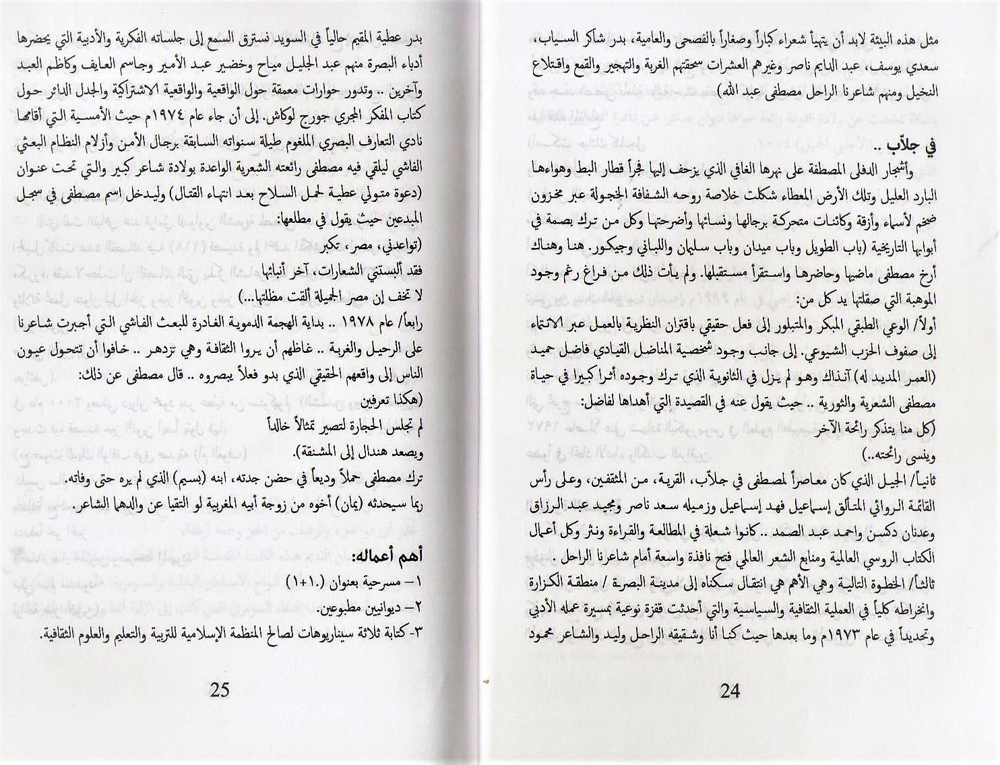 مثل هذه البيئة لابد أن يتهيأ شعراء كباراً وصغاراً بالفصحى والعامية، بدر شاكر السياب،
سعدي يوسف، عبد الدايم ناصر وغيرهم العشرات سحقتهم الغربة والتهجير والقمع واقتلاع
النخيل ومنهم شاعرنا الراحل مصطفى عبد الله)
في جلاّب ..
وأشجار الدفلى المصطفة على نهرها الغافي الذي يزحف إليها فجراً قطار البط وهواءها
البارد العليل وتلك الأرض المعطاء شكلت خلاصة روحه الشفافة الخجولة عبر مخزون
ضخم لأسماء وأزقة وكائنات متحركة برجالها ونسائها وأضرحتها وكل من ترك بصمة في
أبوابها التاريخية (باب الطويل وباب ميدان وباب سليمان واللباني وجيكور. هنا وهناك
أرخ مصطفى ماضيها وحاضرها واستقرأ مستقبلها. ولم يأت ذلك من فراغ رغم وجود
الموهبة التي صقلتها يد كل من:
أولاً/ الوعي الطبقي المبكر والمتبلور إلى فعل حقيقي باقتران النظرية بالعمل عبر الانتماء
إلى صفوف الحزب الشيوعي. إلى جانب وجود شخصية المناضل القيادي فاضل حميد
(العمر المديد له) آنذاك وهو لم يزل في الثانوية الذي ترك وجوده أثرا كبيرا في حياة
مصطفى الشعرية والثورية .. حيث يقول عنه في القصيدة التي أهداها لفاضل:
(كل منا يتذكر رائحة الآخر
وينسى رائحته..)
ثانياً/ الجيل الذي كان معاصراً لمصطفى في جلاّب، القرية، من المثقفين، وعلى رأس
القائمة الروائي المتألق إسماعيل فهد إسماعيل وزميله سعد ناصر ومجيد عبد الرزاق
وعدنان دكسن واحمد عبد الصمد .. كانوا شعلة في المطالعة والقراءة ونثر وكل أعمال
الكتاب الروسي العالمية ومنابع الشعر العالمي فتح نافذة واسعة أمام شاعرنا الراحل .
ثالثاً/ الخطوة التالية وهي الأهم هي انتقال سكناه إلى مدينة البصرة / منطقة الكزارة
وانخراطه كلياً في العملية الثقافية والسياسية والتي أحدثت قفزة نوعية بمسيرة عمله الأدبي
وتحديداً في عام ١٩٧٣م وما بعدها حيث كنا أنا وشقيقه الراحل وليد والشاعر محمود
24
بدر عطية المقيم حالياً في السويد نسترق السمع إلى جلساته الفكرية والأدبية التي يحضرها
أدباء البصرة منهم عبد الجليل مياح وخضير عبد الأمير وجاسم العايف وكاظم العبد
وآخرين .. وتدور حوارات معمقة حول الواقعية والواقعية الاشتراكية والجدل الدائر حول
كتاب المفكر المجري جورج لوكاش. إلى أن جاء عام ١٩٧٤م حيث الأمسية التي أقامها
نادي التعارف البصري الملغوم طيلة سنواته السابقة برجال الأمن وأزلام النظام البعثي
الفاشي ليلقي فيه مصطفى رائعته الشعرية الواعدة بولادة شاعر كبير والتي تحت عنوان
(دعوة متولي عطية لحمل السلاح بعد انتهاء القتال) وليدخل اسم مصطفى في سجل
المبدعين حيث يقول في مطلعها:
(تواعدني، مصر، تكبر
فقد ألبستني الشعارات، آخر أنبائها
لا تخف إن مصر الجميلة ألقت مظلتها...)
رابعاً/ عام ١٩٧٨ .. بداية الهجمة الدموية الغادرة للبعث الفاشي التي أجبرت شاعرنا
على الرحيل والغربة .. غاظهم أن يروا الثقافة وهي تزدهر .. خافوا أن تتحول عيون
الناس إلى واقعهم الحقيقي الذي بدو فعلاً يبصروه .. قال مصطفى عن ذلك:
(هكذا تعرفين
لم تجلس الحجارة لتصير تمثالاً خالداً
ويصعد هندال إلى المشنقة).
ترك مصطفى حملاً وديعاً في حضن جدته، ابنه (بسيم) الذي لم يره حتى وفاته.
ربما سيحدثه (يمان) أخوه من زوجة أبيه المغربية لو التقيا عن والدهما الشاعر.
أهم أعماله:
١– مسرحية بعنوان (١+١٠.)
٢– ديوانيين مطبوعين.
٣- كتابة ثلاثة سيناريوهات لصالح المنظمة الإسلامية للتربية والتعليم والعلوم الثقافية.
25